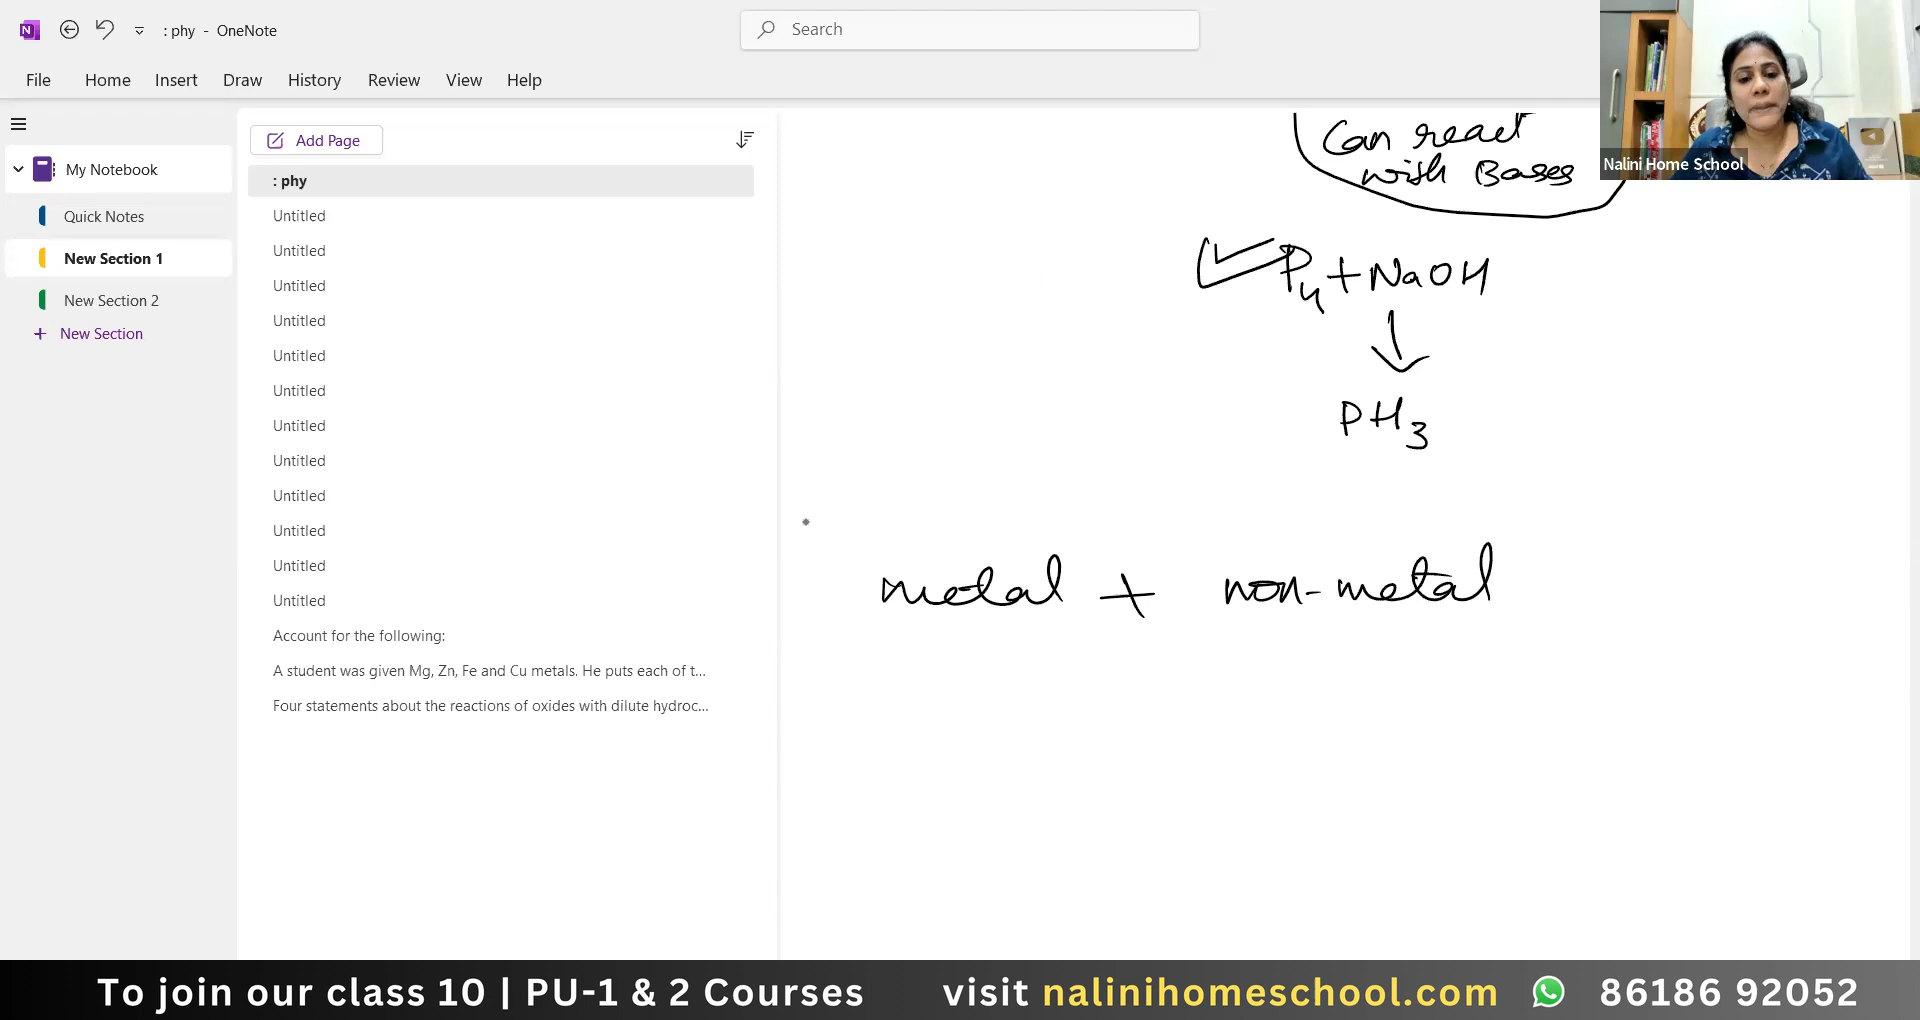 : phy - OneNote
Search
File Home Insert Draw History Review View Help
Add Page
My Notebook
Quick Notes
New Section 1
New Section 2
+ New Section
: phy
Untitled
Untitled
Untitled
Untitled
Untitled
Untitled
Untitled
Untitled
Untitled
Untitled
Untitled
Untitled
Account for the following:
A student was given Mg, Zn, Fe and Cu metals. He puts each of t...
Four statements about the reactions of oxides with dilute hydroc...
Can react
with Bases
P4 + NaOH
↓
PH3
metal + non-metal
Nalini Home School
To join our class 10 | PU-1 & 2 Courses visit nalinihomeschool.com 86186 92052